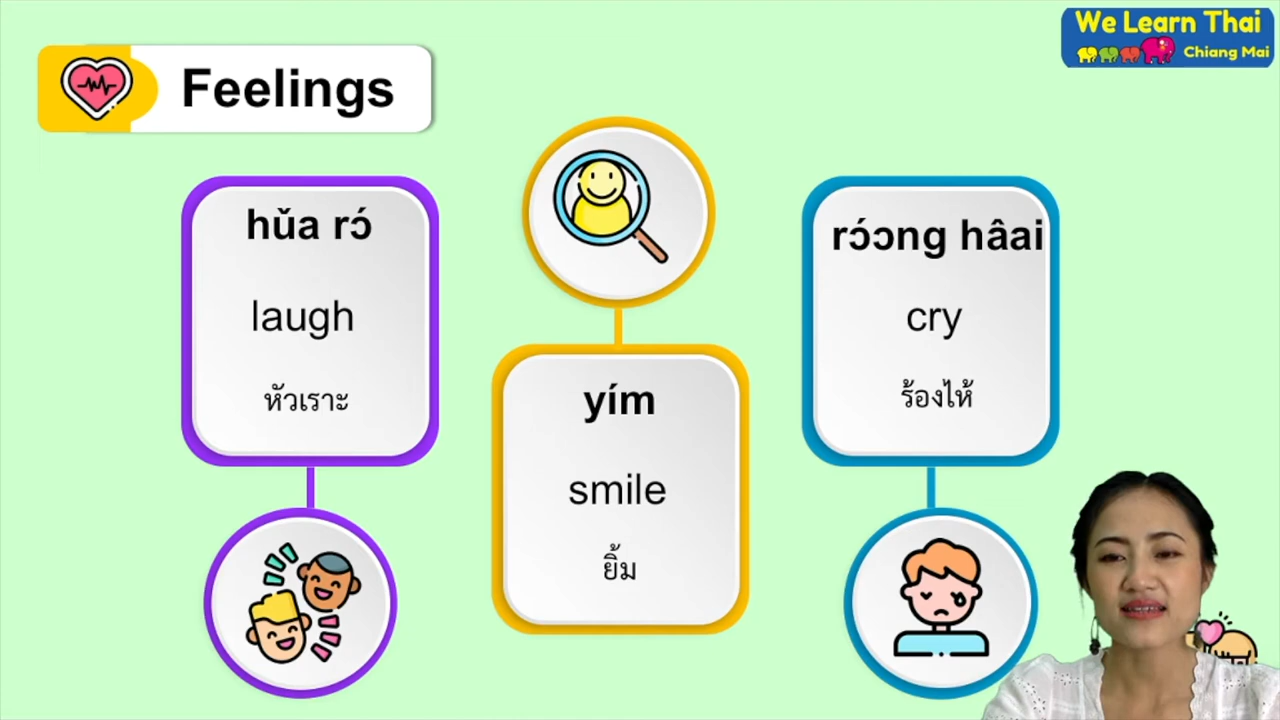 We Learn Thai
Chiang Mai
Feelings
hǔa rɔ́
laugh
หัวเราะ
yím
smile
ยิ้ม
rɔ́ɔng hâai
cry
ร้องไห้